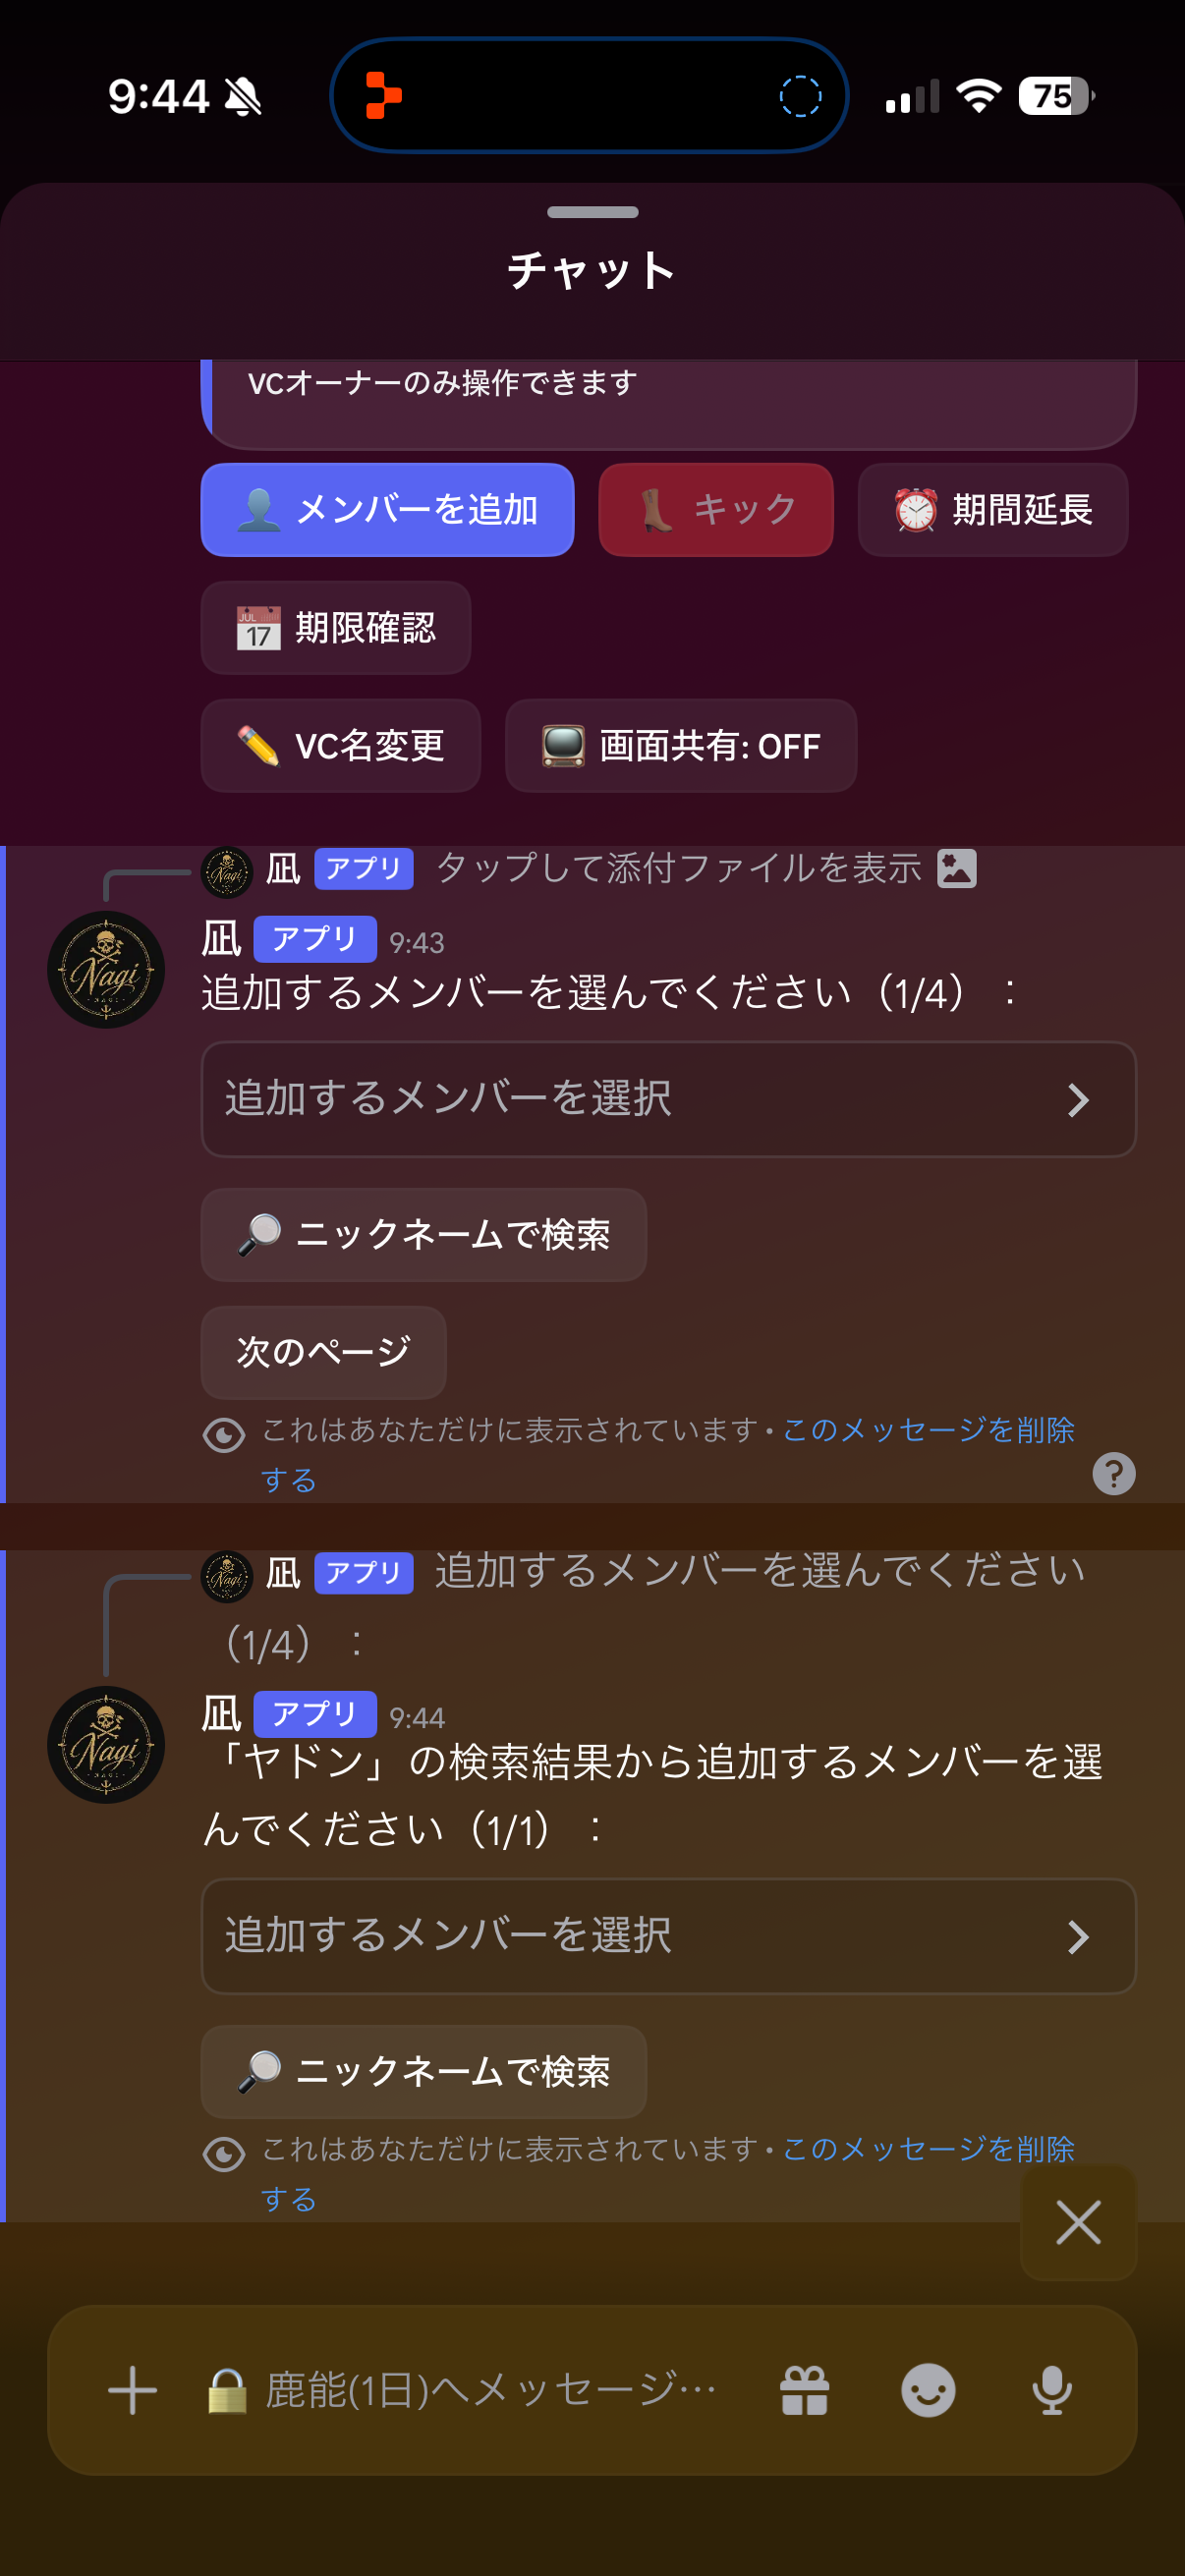 9:44
75
チャット
VCオーナーのみ操作できます
メンバーを追加 キック 期間延長
JUL 17 期限確認
VC名変更 画面共有: OFF
凪 アプリ タップして添付ファイルを表示
凪 アプリ 9:43
Nagi
追加するメンバーを選んでください（1/4）：
追加するメンバーを選択
ニックネームで検索
次のページ
これはあなただけに表示されています • このメッセージを削除
する
凪 アプリ 追加するメンバーを選んでください
（1/4）：
凪 アプリ 9:44
Nagi
「ヤドン」の検索結果から追加するメンバーを選
んでください（1/1）：
追加するメンバーを選択
ニックネームで検索
これはあなただけに表示されています • このメッセージを削除
する
鹿能(1日)へメッセージ…